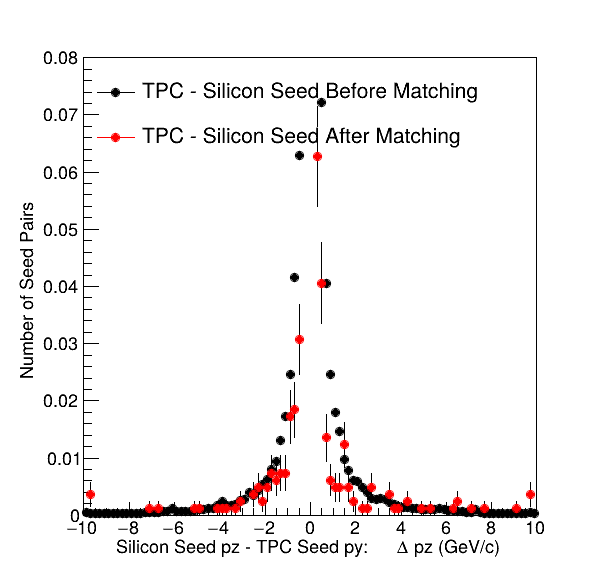 0.08
TPC - Silicon Seed Before Matching
0.07
TPC - Silicon Seed After Matching
0.06
0.05
0.04
0.03
0.02
0.01
0
Number of Seed Pairs
−10 −8 −6 −4 −2 0 2 4 6 8 10
Silicon Seed pz - TPC Seed py: Δ pz (GeV/c)